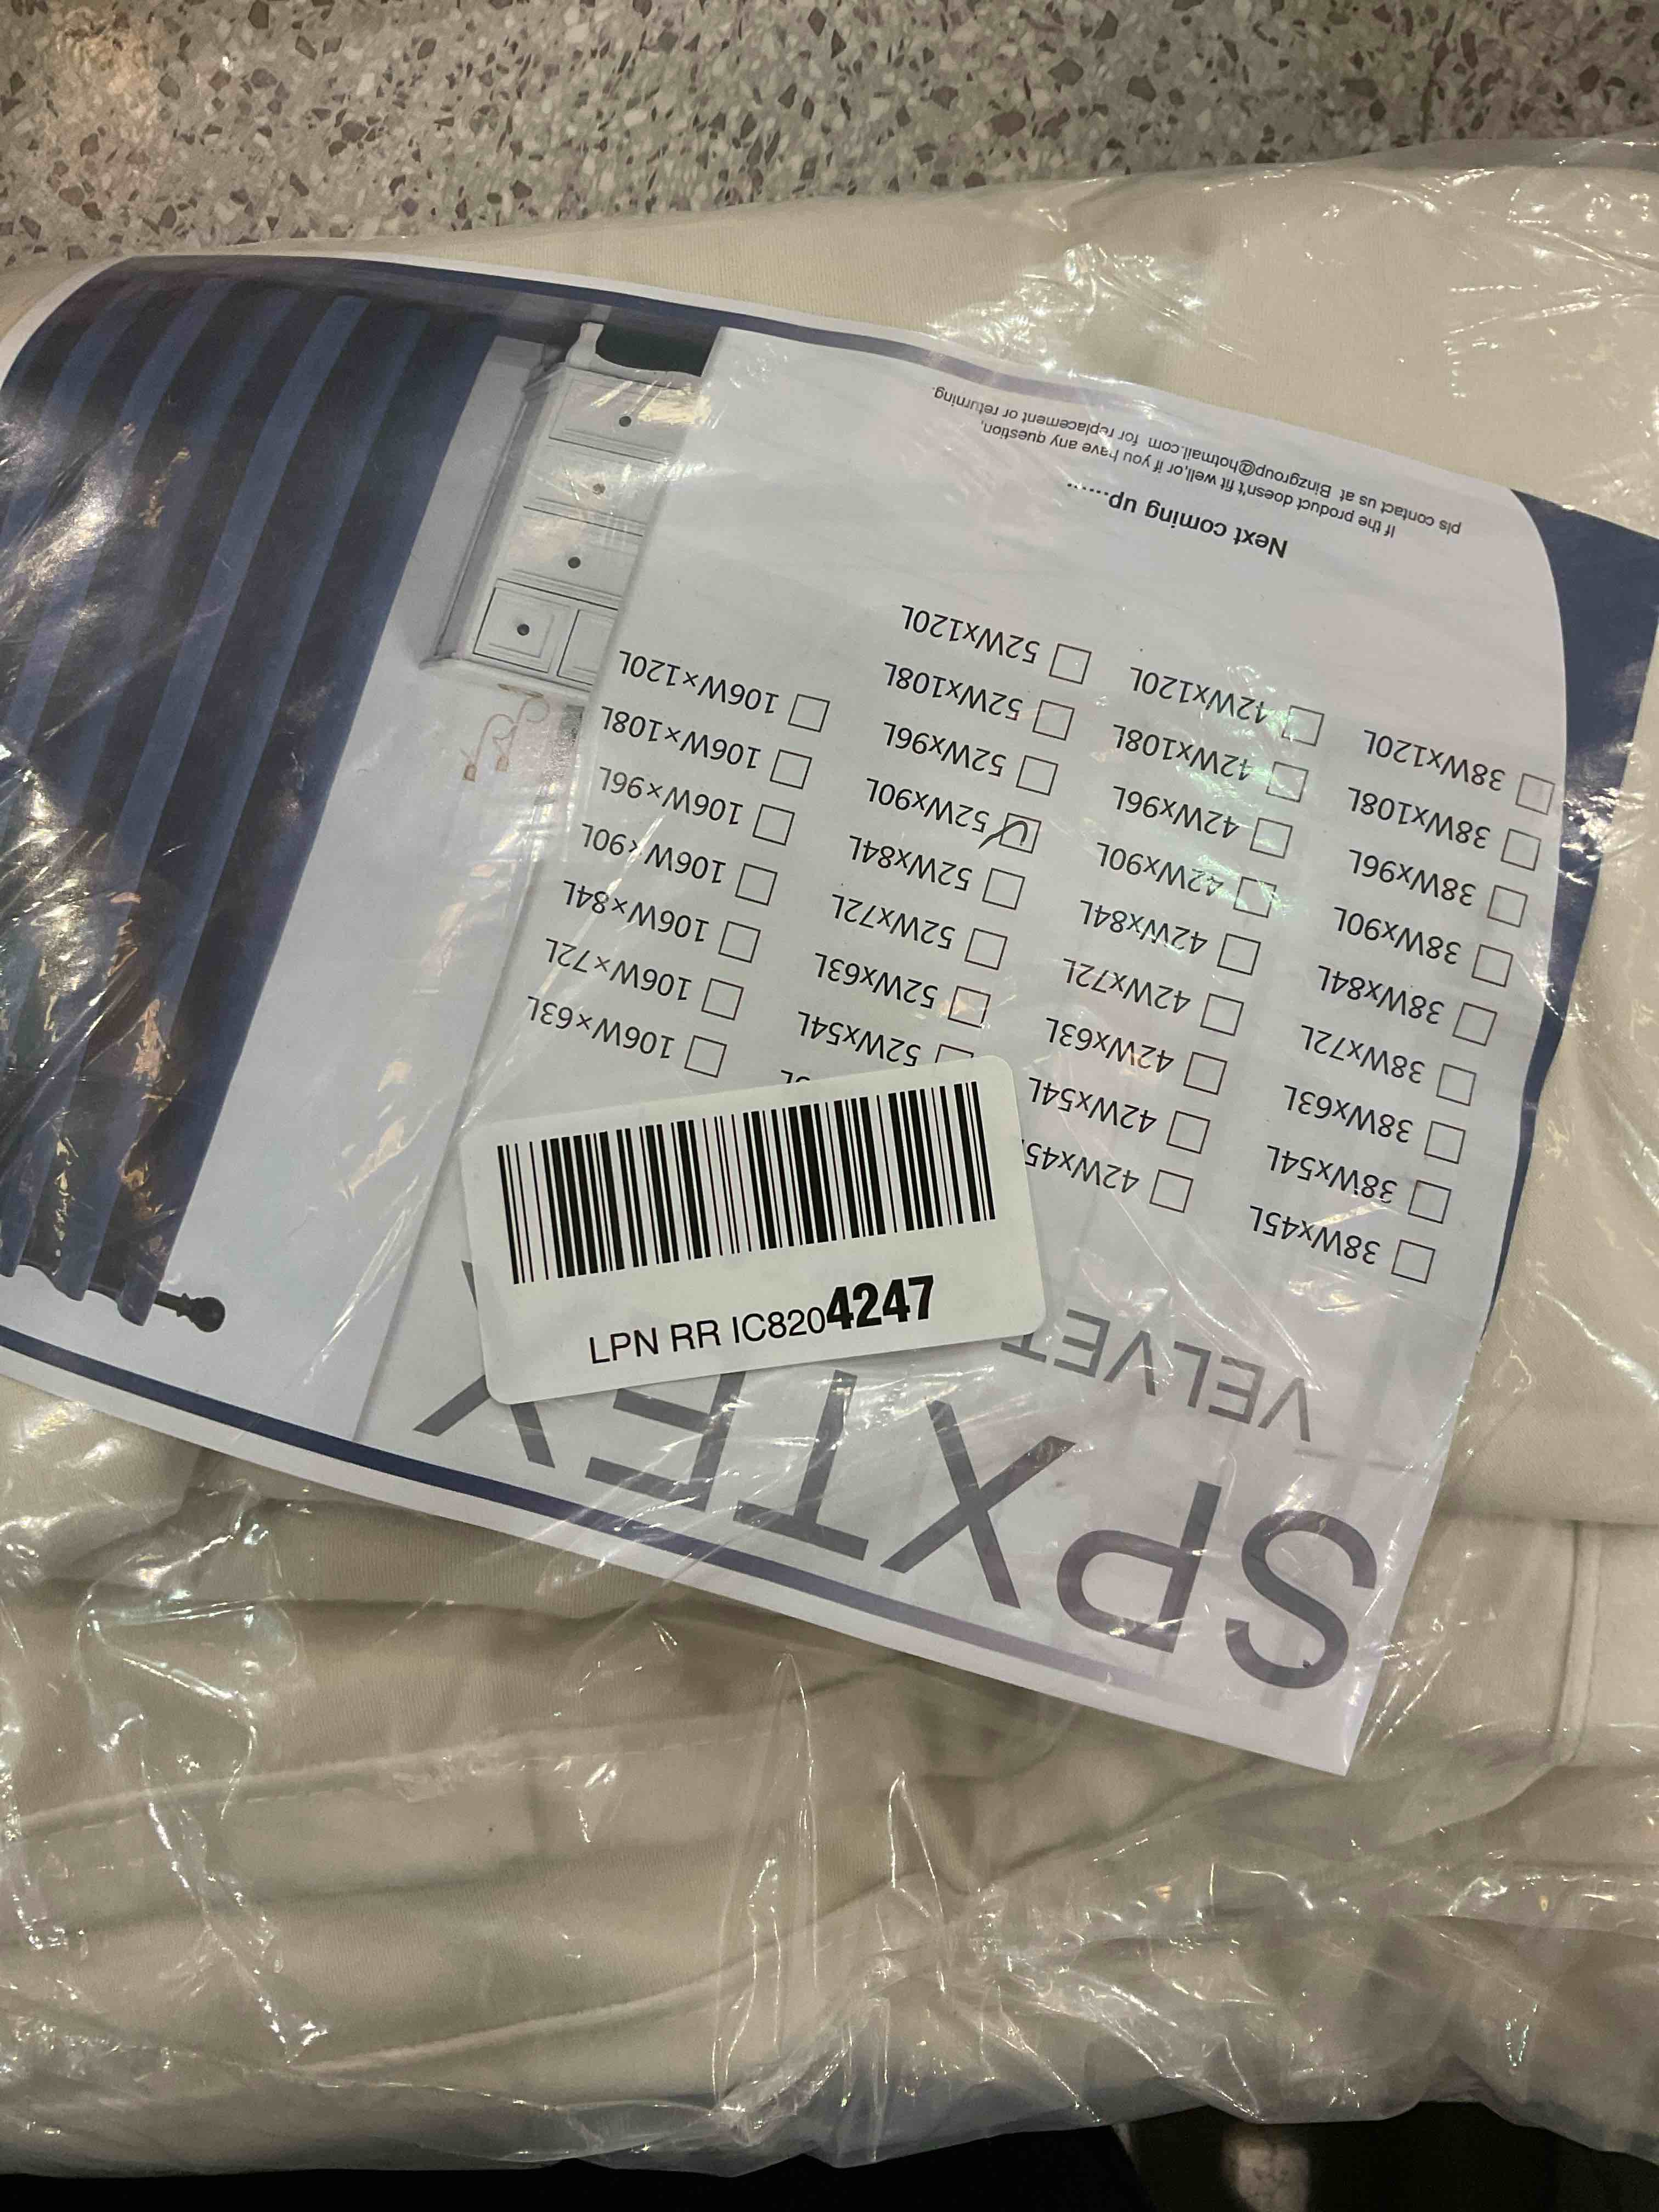 SPXTEX
VELVET
38Wx45L
38Wx54L
38Wx63L
38Wx72L
38Wx84L
38Wx90L
38Wx96L
38Wx108L
38Wx120L
42Wx45
42Wx54L
42Wx63L
42Wx72L
42Wx84L
42Wx90L
42Wx96L
42Wx108L
42Wx120L
52Wx54L
52Wx63L
52Wx72L
52Wx84L
52Wx90L
52Wx96L
52Wx108L
52Wx120L
106W×63L
106W×72L
106W×84L
106W×90L
106W×96L
106W×108L
106W×120L
Next coming up......
If the product doesn't fit well,or if you have any question,
pls contact us at Binzgroup@hotmail.com for replacement or returning.
LPN RR IC8204247